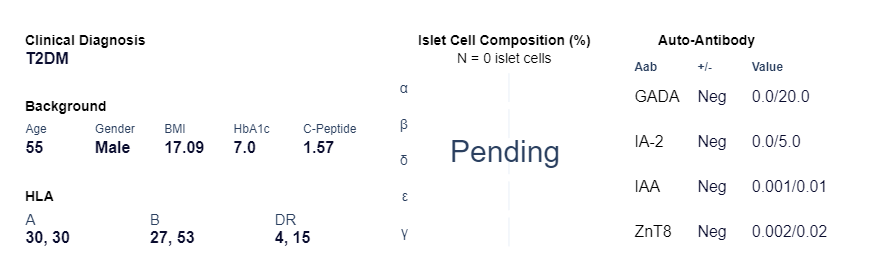 Clinical Diagnosis
T2DM
Background
Age Gender BMI HbA1c C-Peptide
55 Male 17.09 7.0 1.57
HLA
A B DR
30, 30 27, 53 4, 15
Islet Cell Composition (%)
N = 0 islet cells
α
β
Pending
δ
ε
γ
Auto-Antibody
Aab +/- Value
GADA Neg 0.0/20.0
IA-2 Neg 0.0/5.0
IAA Neg 0.001/0.01
ZnT8 Neg 0.002/0.02